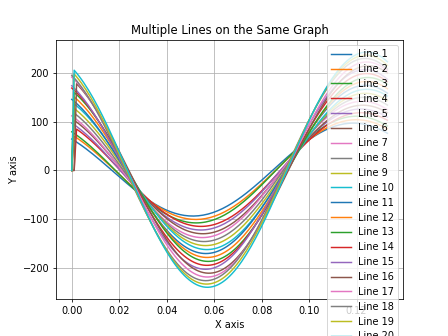 Multiple Lines on the Same Graph
Y axis
200
100
0
−100
−200
0.00
0.02
0.04
0.06
0.08
0.10
X axis
Line 1
Line 2
Line 3
Line 4
Line 5
Line 6
Line 7
Line 8
Line 9
Line 10
Line 11
Line 12
Line 13
Line 14
Line 15
Line 16
Line 17
Line 18
Line 19
Line 20